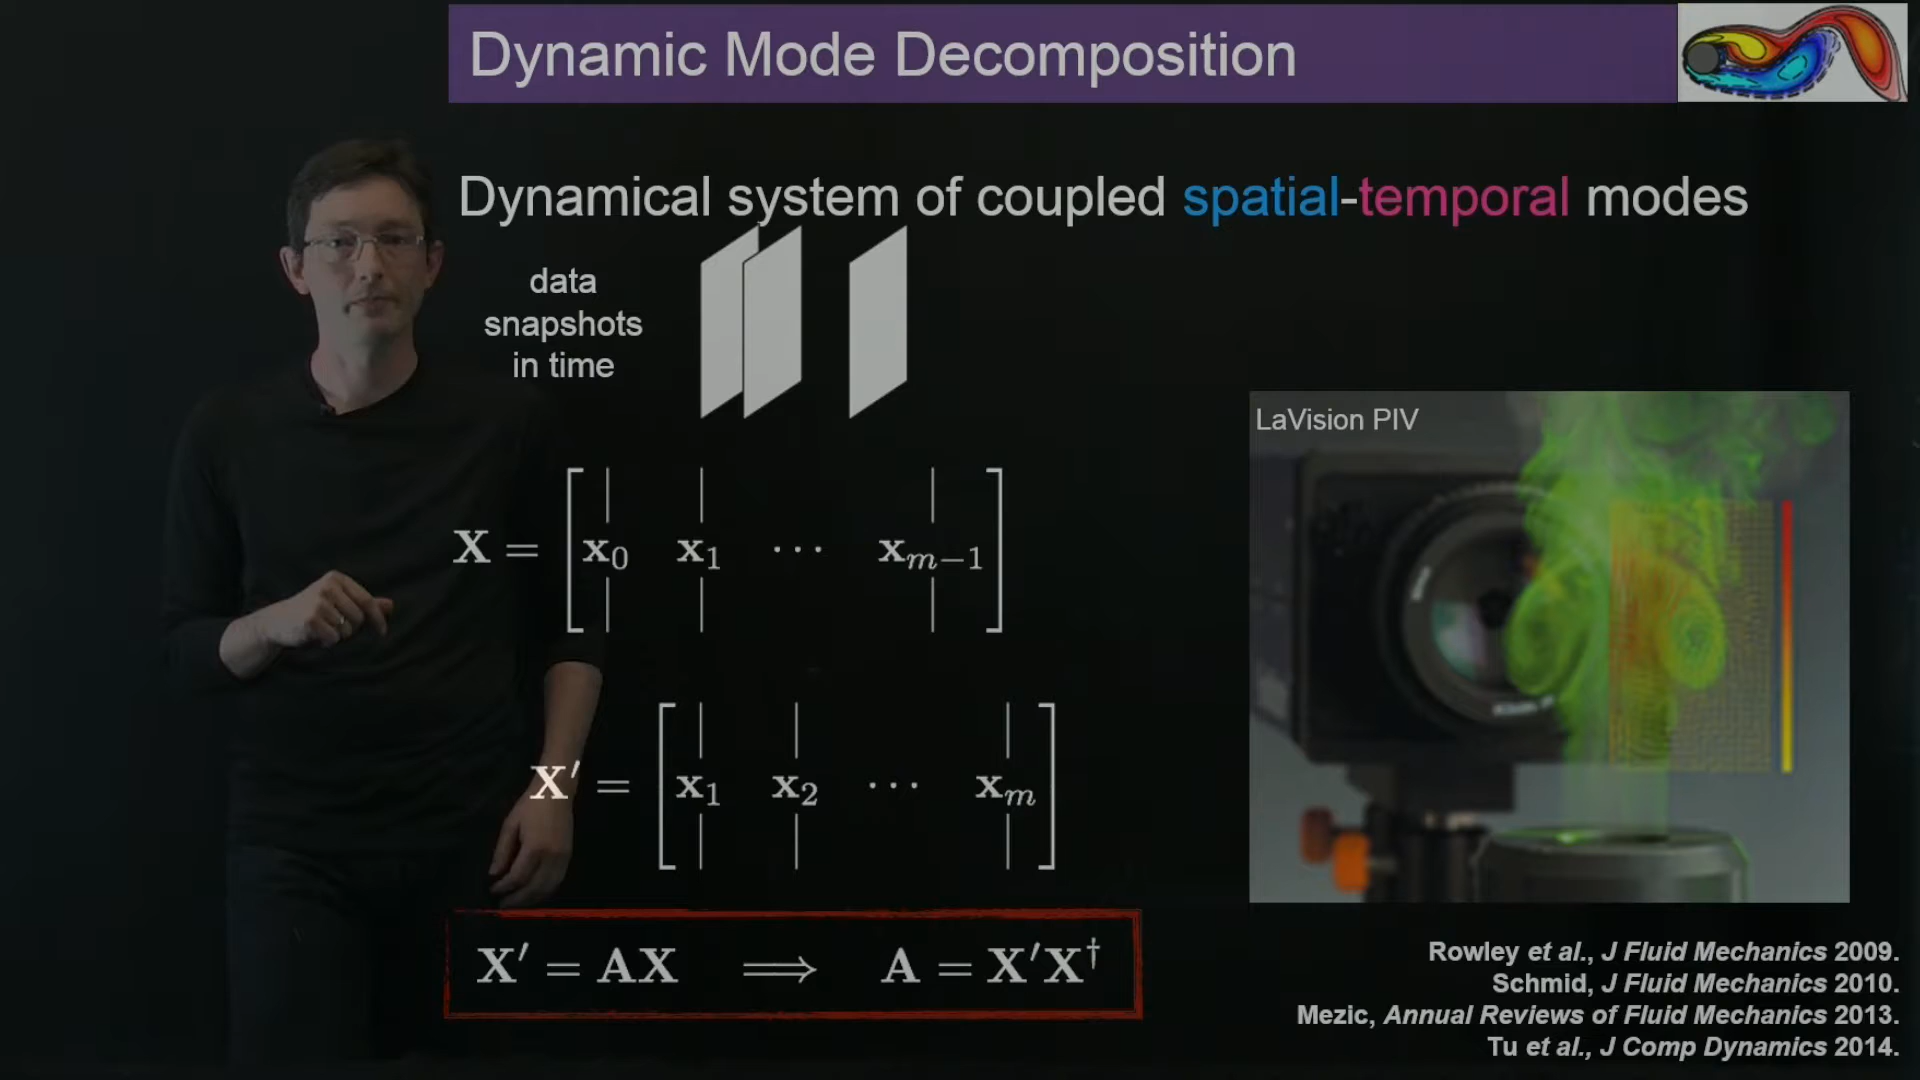 Dynamic Mode Decomposition
Dynamical system of coupled spatial-temporal modes
data
snapshots
in time
LaVision PIV
X = [ x₀ x₁ ⋯ xₘ₋₁ ]
X′ = [ x₁ x₂ ⋯ xₘ ]
X′ = AX ⟹ A = X′X†
Rowley et al., J Fluid Mechanics 2009.
Schmid, J Fluid Mechanics 2010.
Mezic, Annual Reviews of Fluid Mechanics 2013.
Tu et al., J Comp Dynamics 2014.